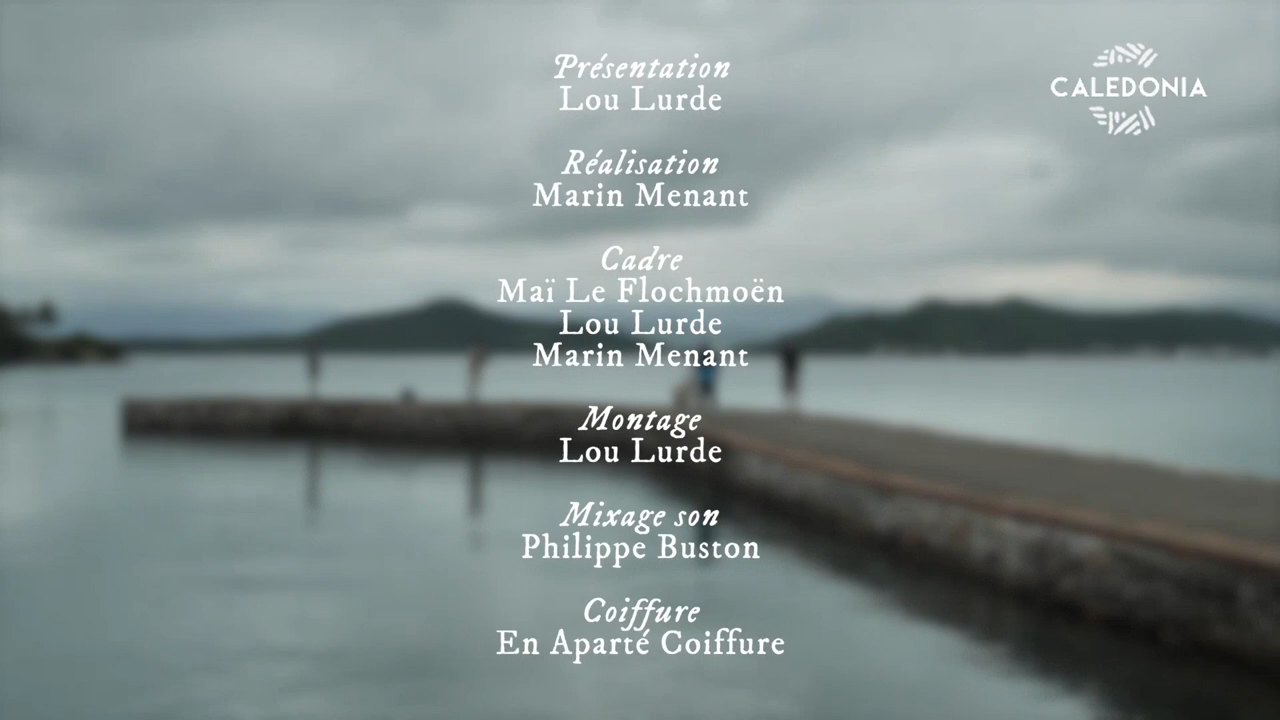 Présentation
Lou Lurde
CALEDONIA
Réalisation
Marin Menant
Cadre
Maï Le Flochmoën
Lou Lurde
Marin Menant
Montage
Lou Lurde
Mixage son
Philippe Buston
Coiffure
En Aparté Coiffure